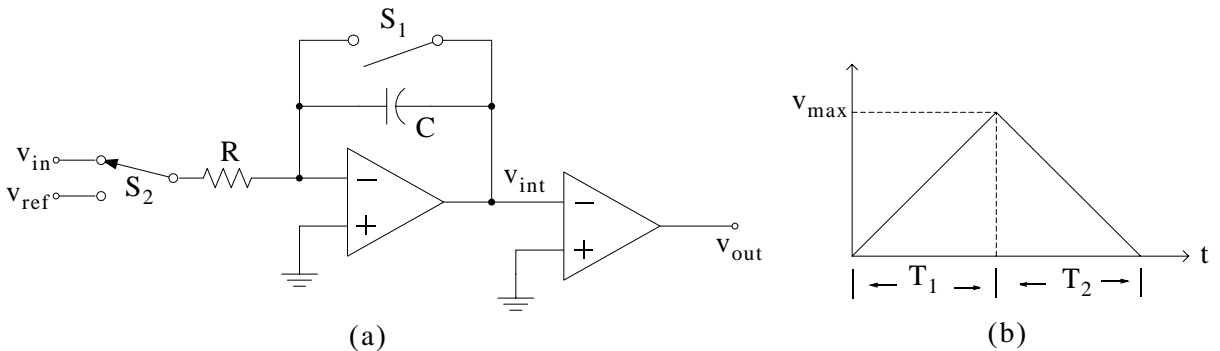 S1
C
R
vin
vref
S2
−
+
vint
−
+
vout
(a)
vmax
t
T1
T2
(b)